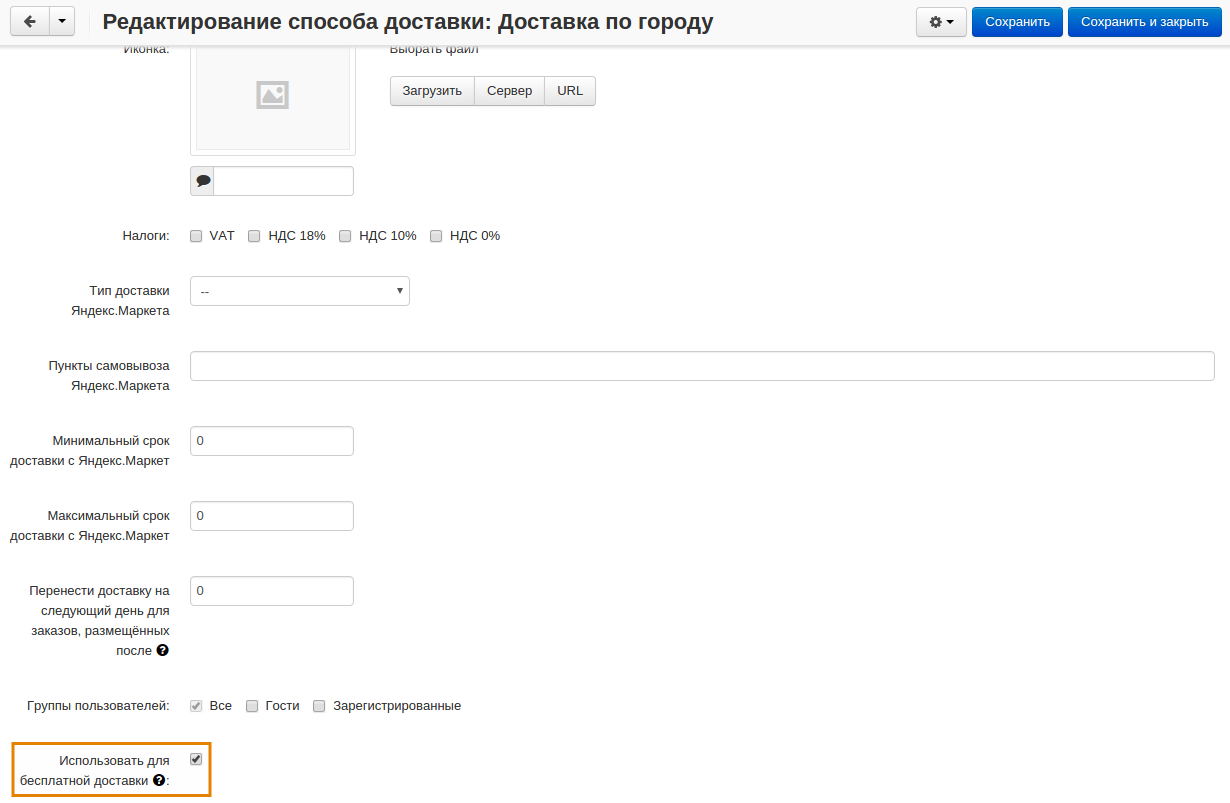 Редактирование способа доставки: Доставка по городу
Сохранить
Сохранить и закрыть
Иконка:
Выбрать файл
Загрузить Сервер URL
Налоги: VAT НДС 18% НДС 10% НДС 0%
Тип доставки
Яндекс.Маркета
--
Пункты самовывоза
Яндекс.Маркета
Минимальный срок
доставки с Яндекс.Маркет
0
Максимальный срок
доставки с Яндекс.Маркет
0
Перенести доставку на
следующий день для
заказов, размещённых
после ?
0
Группы пользователей: Все Гости Зарегистрированные
Использовать для
бесплатной доставки ?: